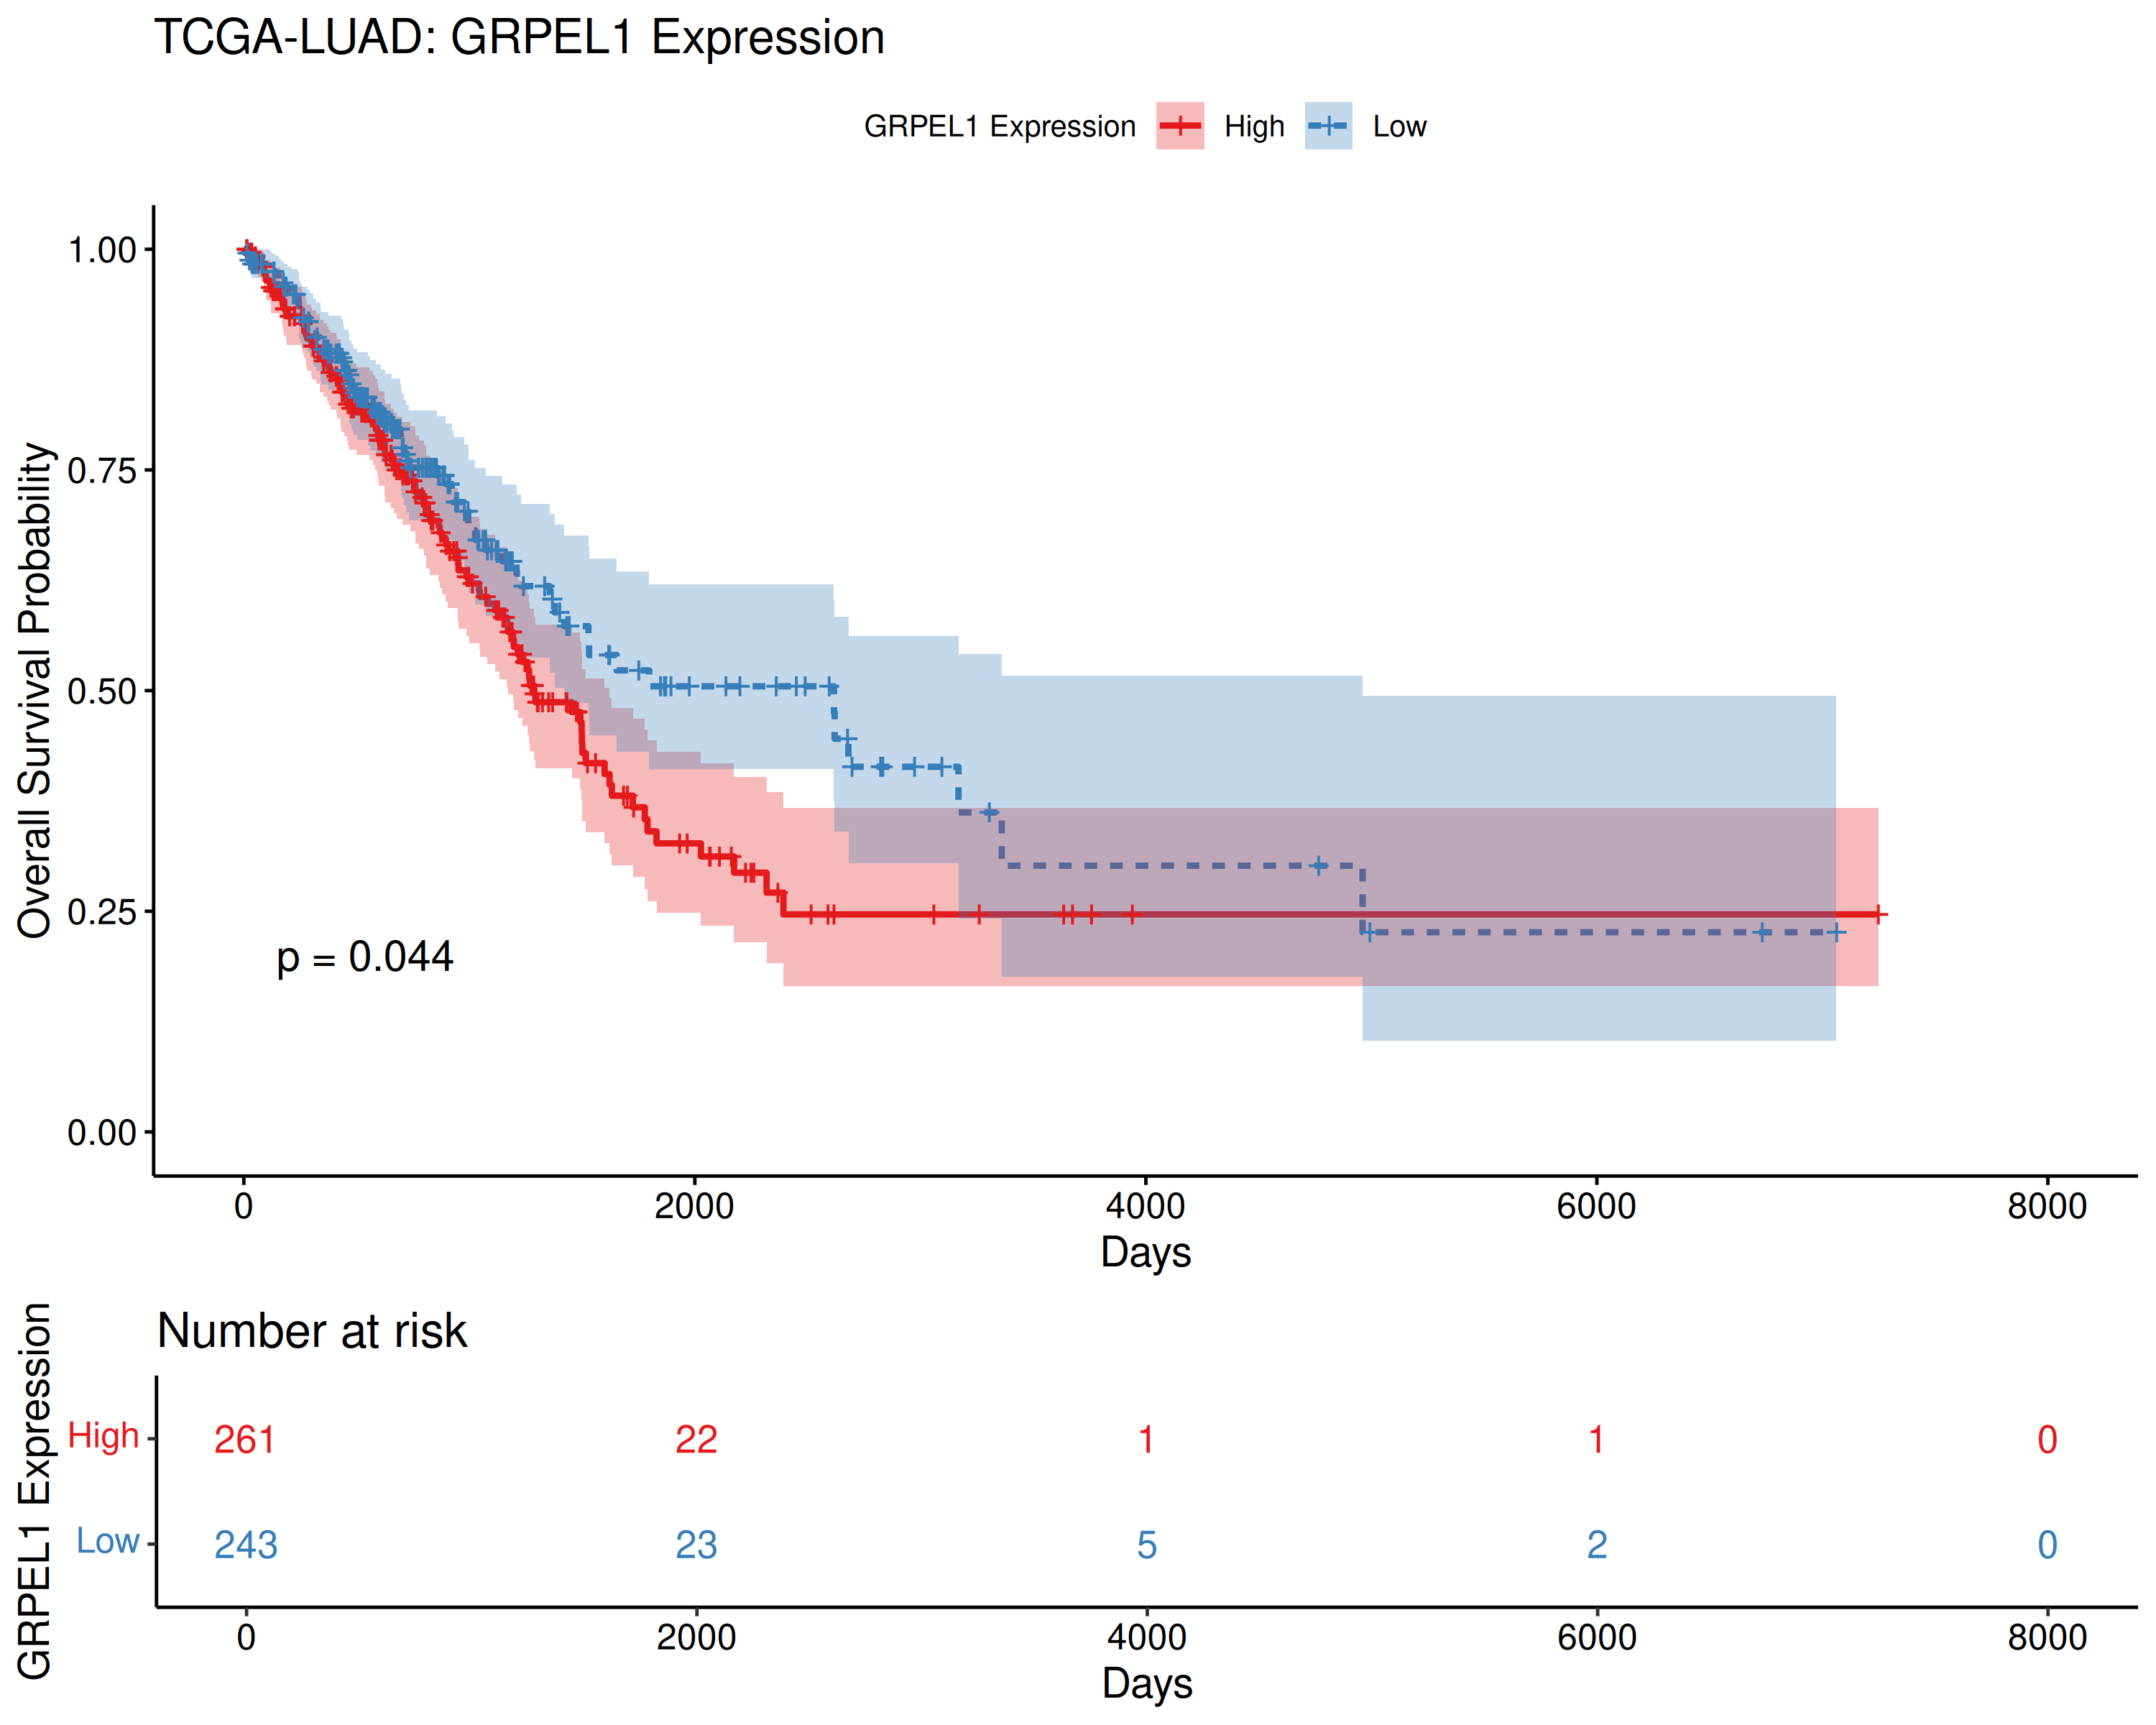 TCGA-LUAD: GRPEL1 Expression
GRPEL1 Expression High Low
Overall Survival Probability
1.00
0.75
0.50
0.25
0.00
p = 0.044
0 2000 4000 6000 8000
Days
Number at risk
GRPEL1 Expression
High 261 22 1 1 0
Low 243 23 5 2 0
0 2000 4000 6000 8000
Days